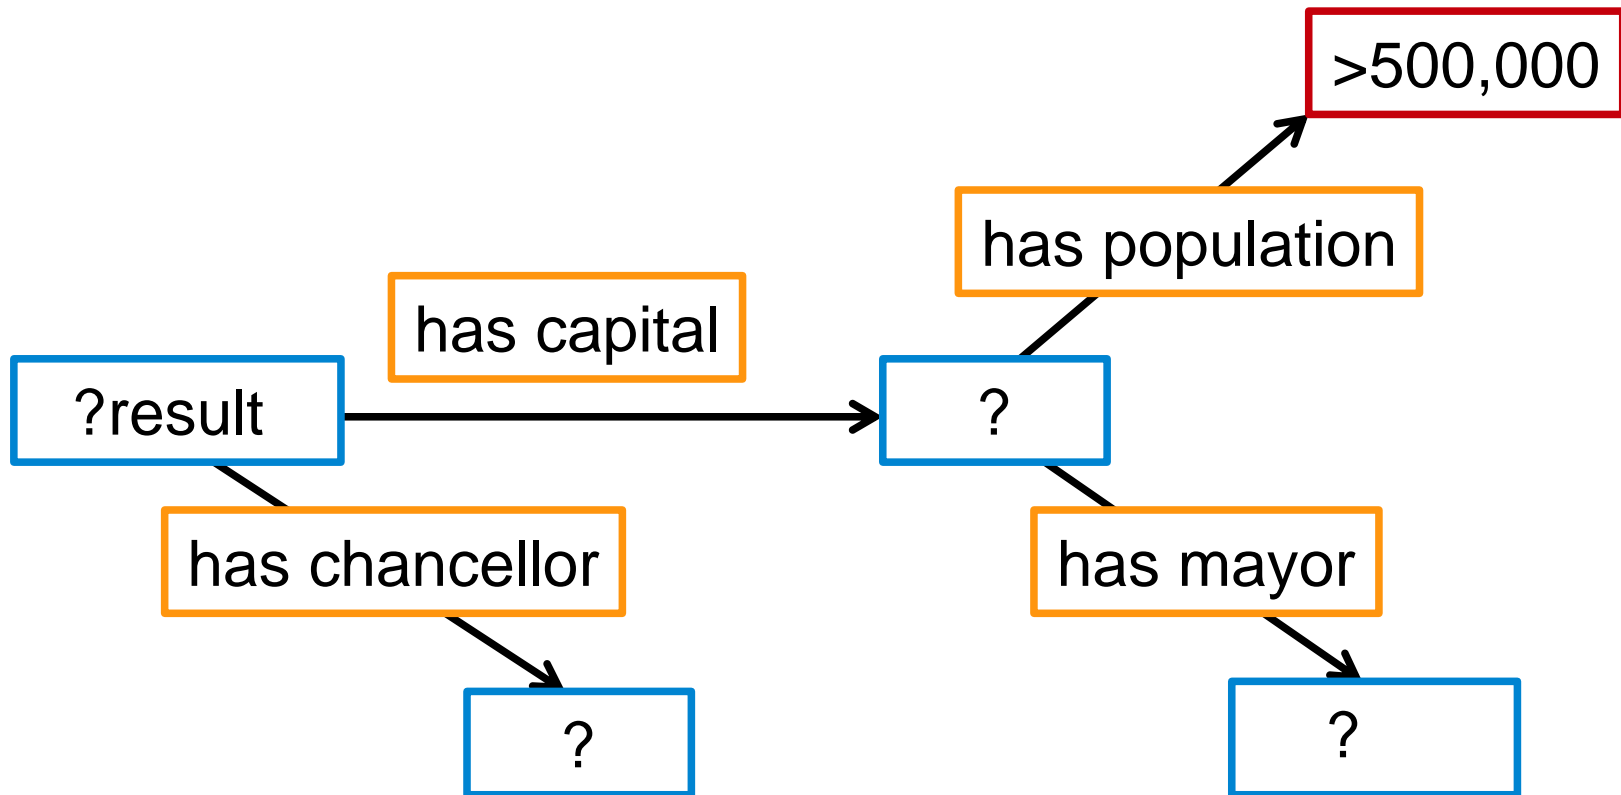 >500,000
has population
has capital
?result
?
has chancellor
has mayor
?
?